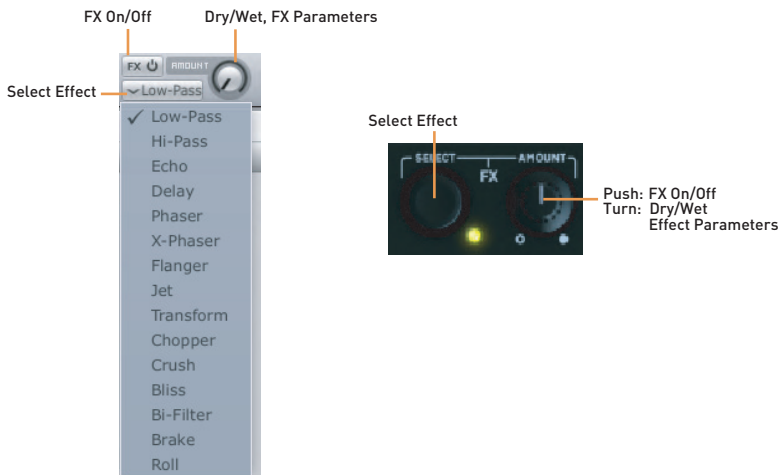 FX On/Off
Dry/Wet, FX Parameters
FX
AMOUNT
Select Effect
Low-Pass
Low-Pass
Hi-Pass
Echo
Delay
Phaser
X-Phaser
Flanger
Jet
Transform
Chopper
Crush
Bliss
Bi-Filter
Brake
Roll
Select Effect
SELECT
AMOUNT
FX
Push: FX On/Off
Turn: Dry/Wet
Effect Parameters